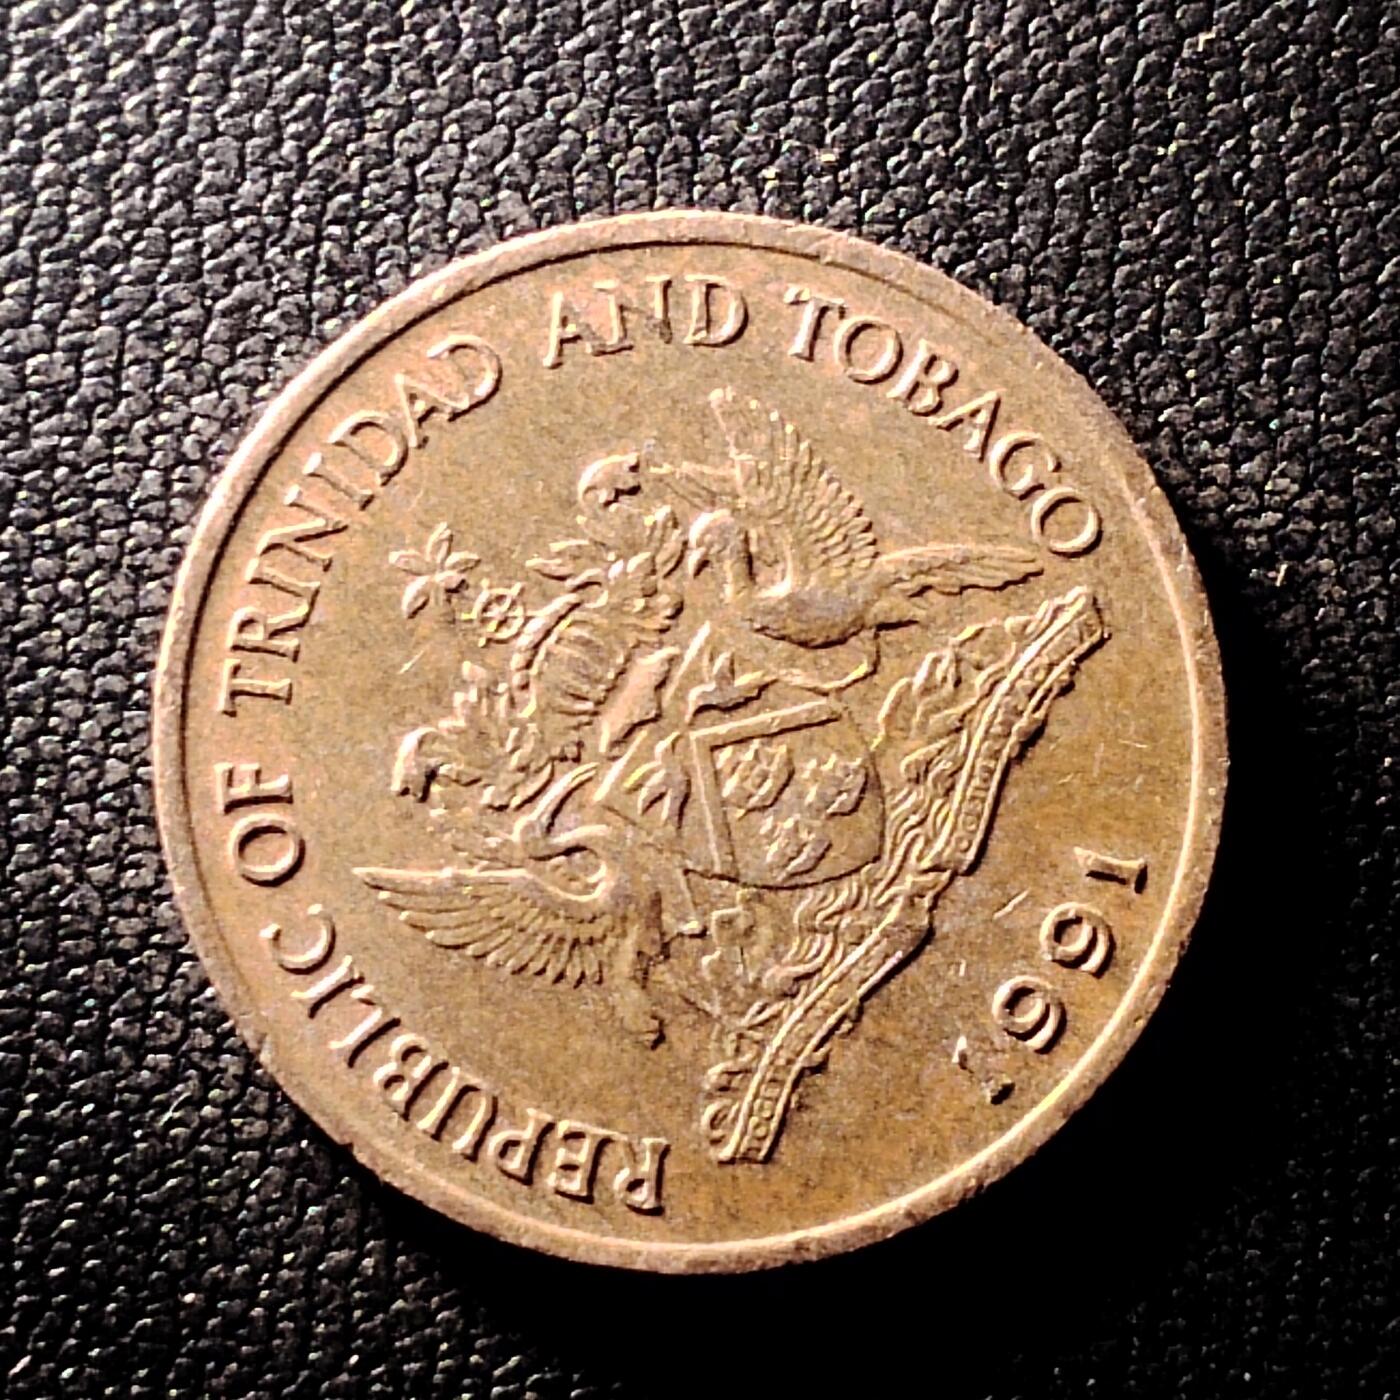 REPUBLIC OF TRINIDAD AND TOBAGO
1991